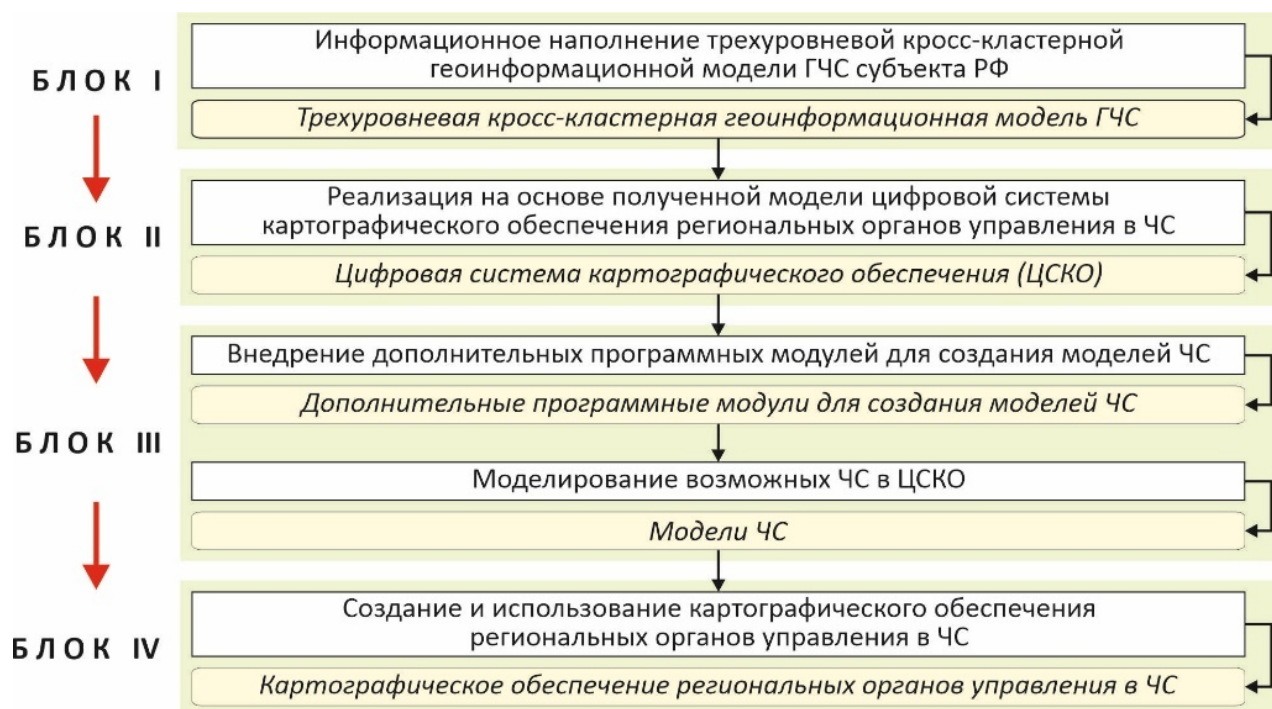 БЛОК I
Информационное наполнение трехуровневой кросс-кластерной
геоинформационной модели ГЧС субъекта РФ
Трехуровневая кросс-кластерная геоинформационная модель ГЧС
БЛОК II
Реализация на основе полученной модели цифровой системы
картографического обеспечения региональных органов управления в ЧС
Цифровая система картографического обеспечения (ЦСКО)
БЛОК III
Внедрение дополнительных программных модулей для создания моделей ЧС
Дополнительные программные модули для создания моделей ЧС
Моделирование возможных ЧС в ЦСКО
Модели ЧС
БЛОК IV
Создание и использование картографического обеспечения
региональных органов управления в ЧС
Картографическое обеспечение региональных органов управления в ЧС